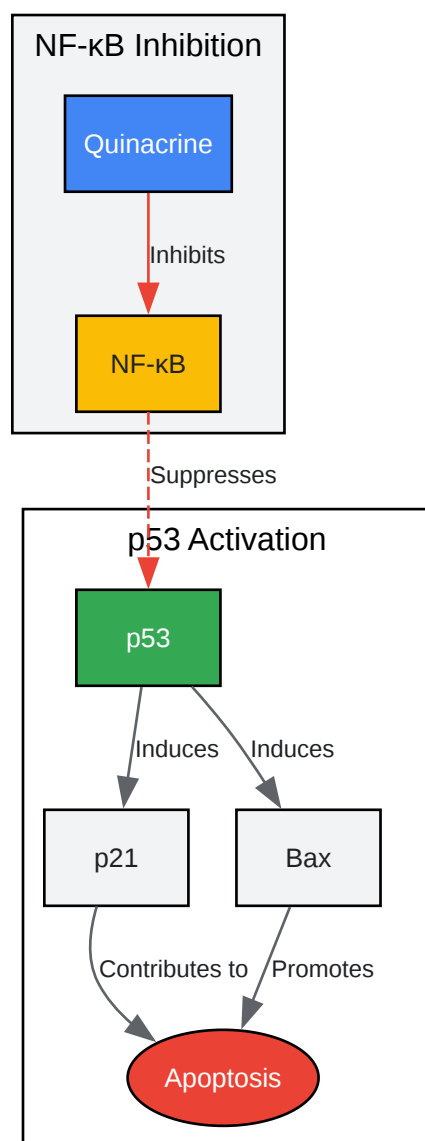 NF-κB Inhibition
Quinacrine
Inhibits
NF-κB
Suppresses
p53 Activation
p53
Induces
Induces
p21
Bax
Contributes to
Promotes
Apoptosis